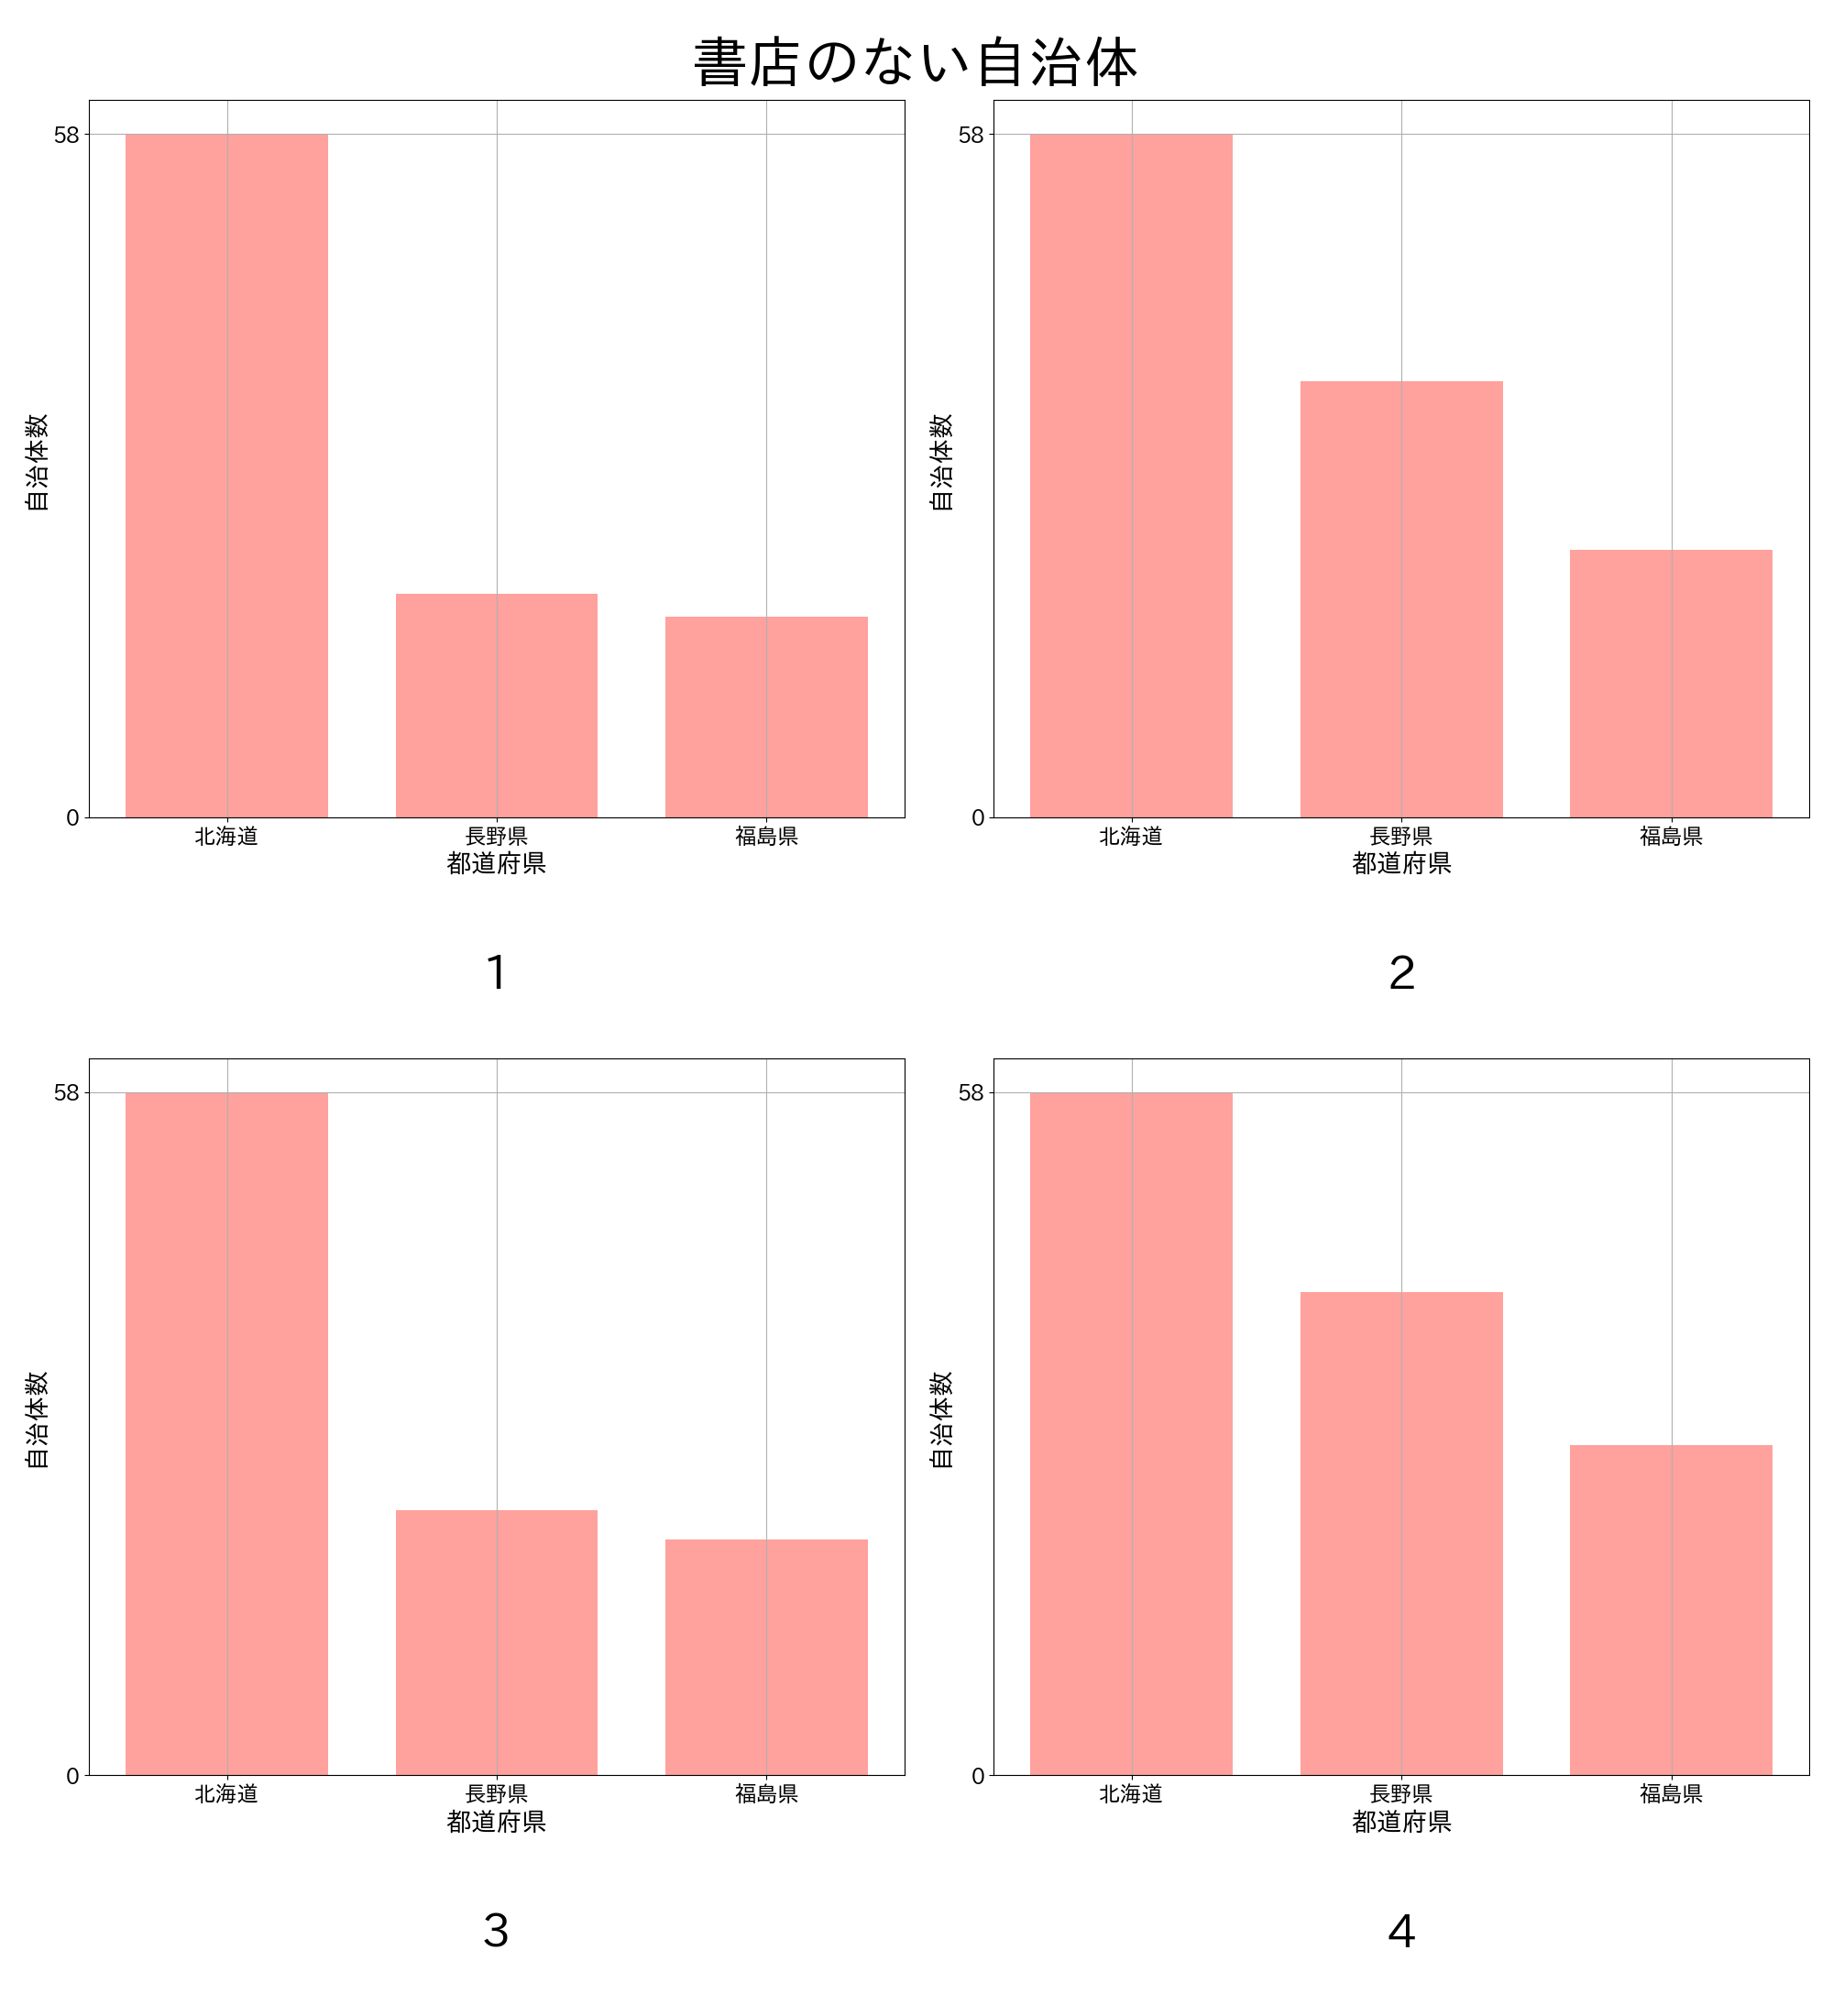 書店のない自治体
58
0
自治体数
北海道 長野県 福島県
都道府県
1
58
0
自治体数
北海道 長野県 福島県
都道府県
2
58
0
自治体数
北海道 長野県 福島県
都道府県
3
58
0
自治体数
北海道 長野県 福島県
都道府県
4